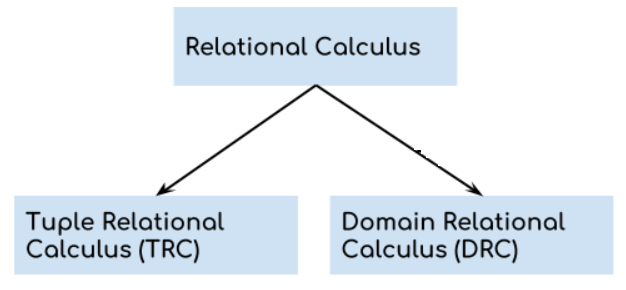 Relational Calculus
Tuple Relational
Calculus (TRC)
Domain Relational
Calculus (DRC)